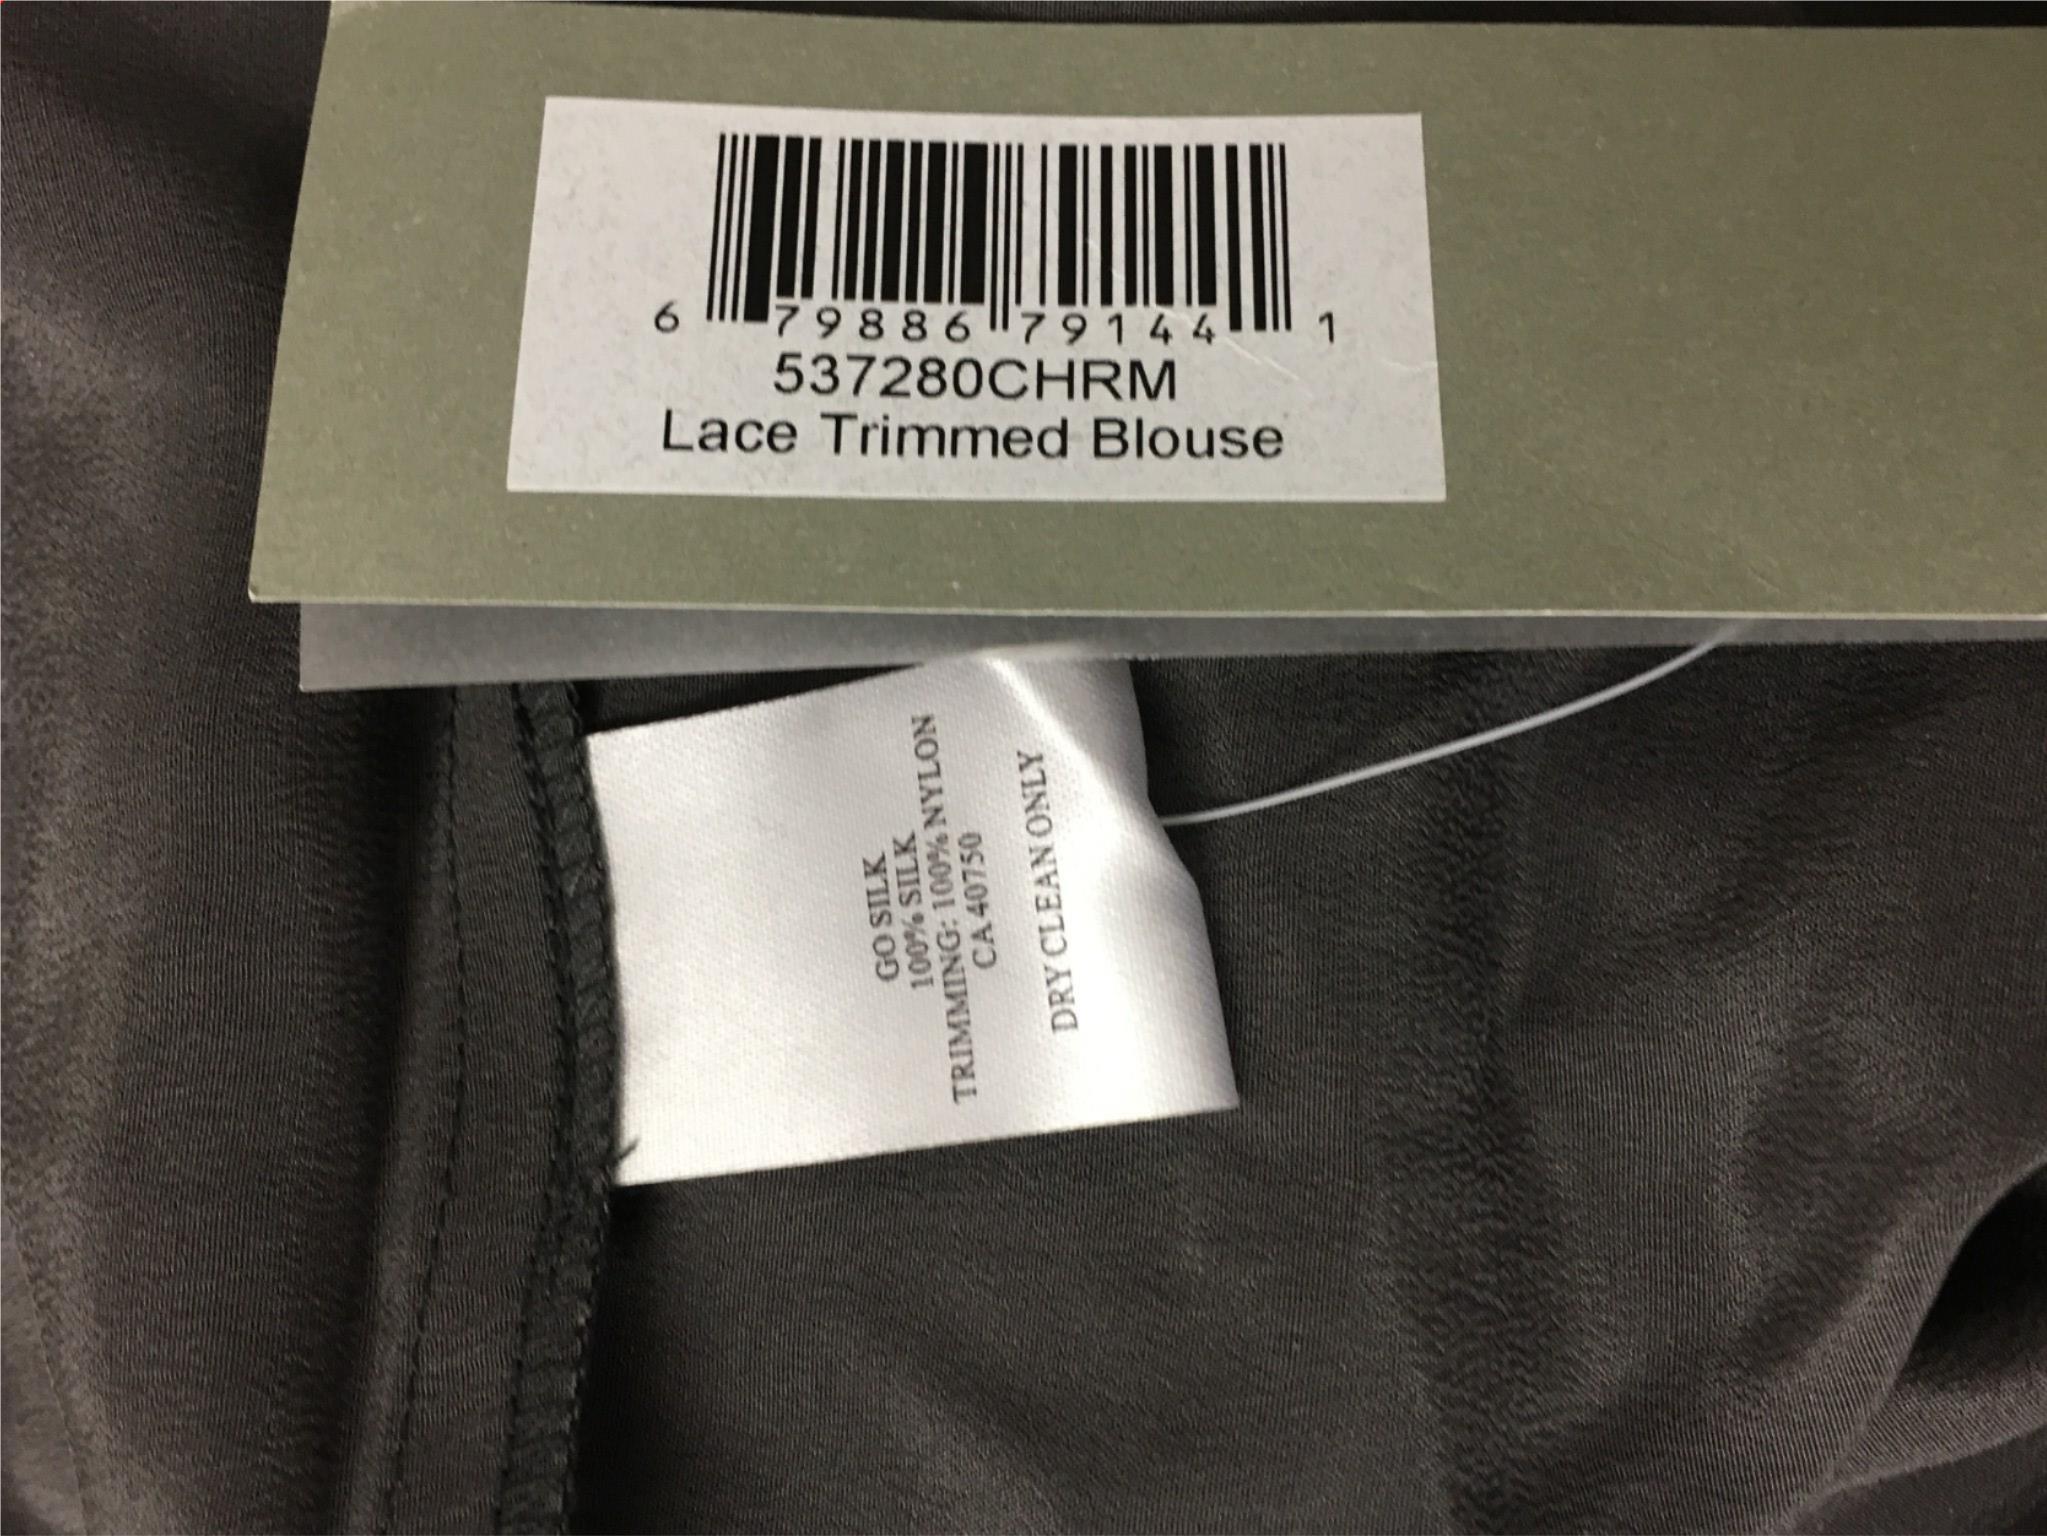 6 79886 79144 1
537280CHRM
Lace Trimmed Blouse
GO SILK
100% SILK
TRIMMING: 100% NYLON
CA 40750
DRY CLEAN ONLY